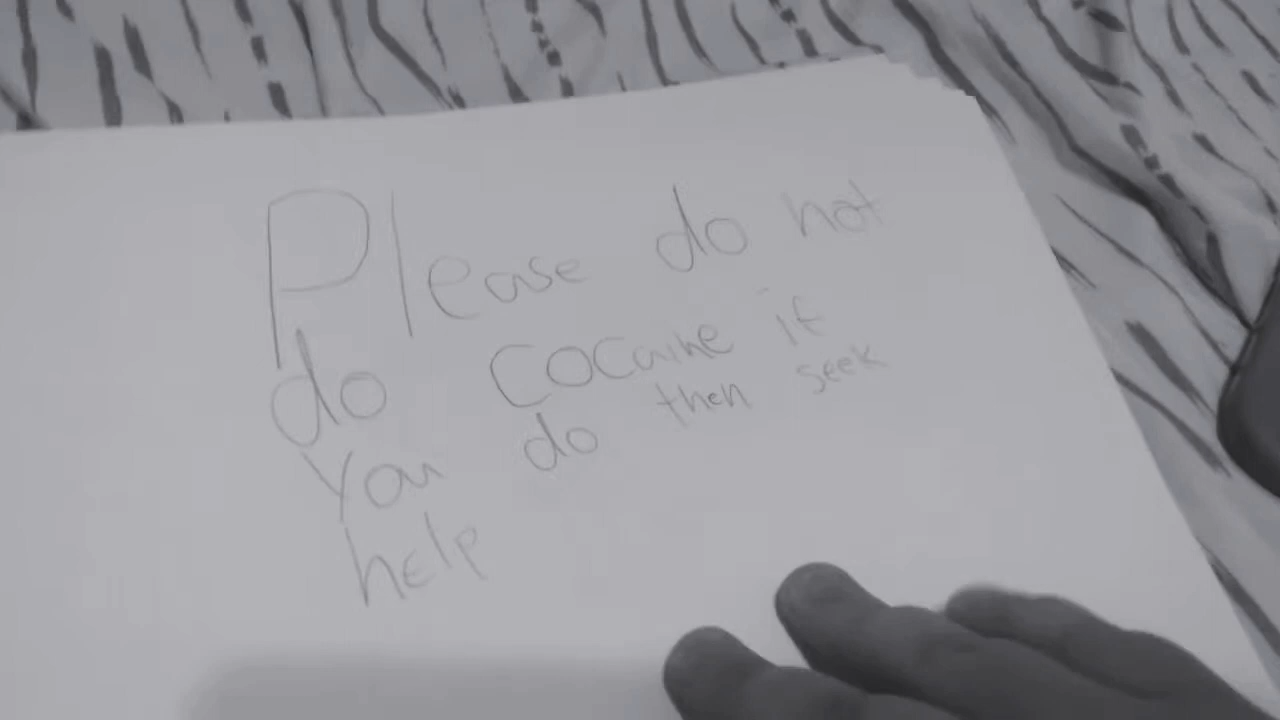 Please do not
do cocaine if
you do then seek
help